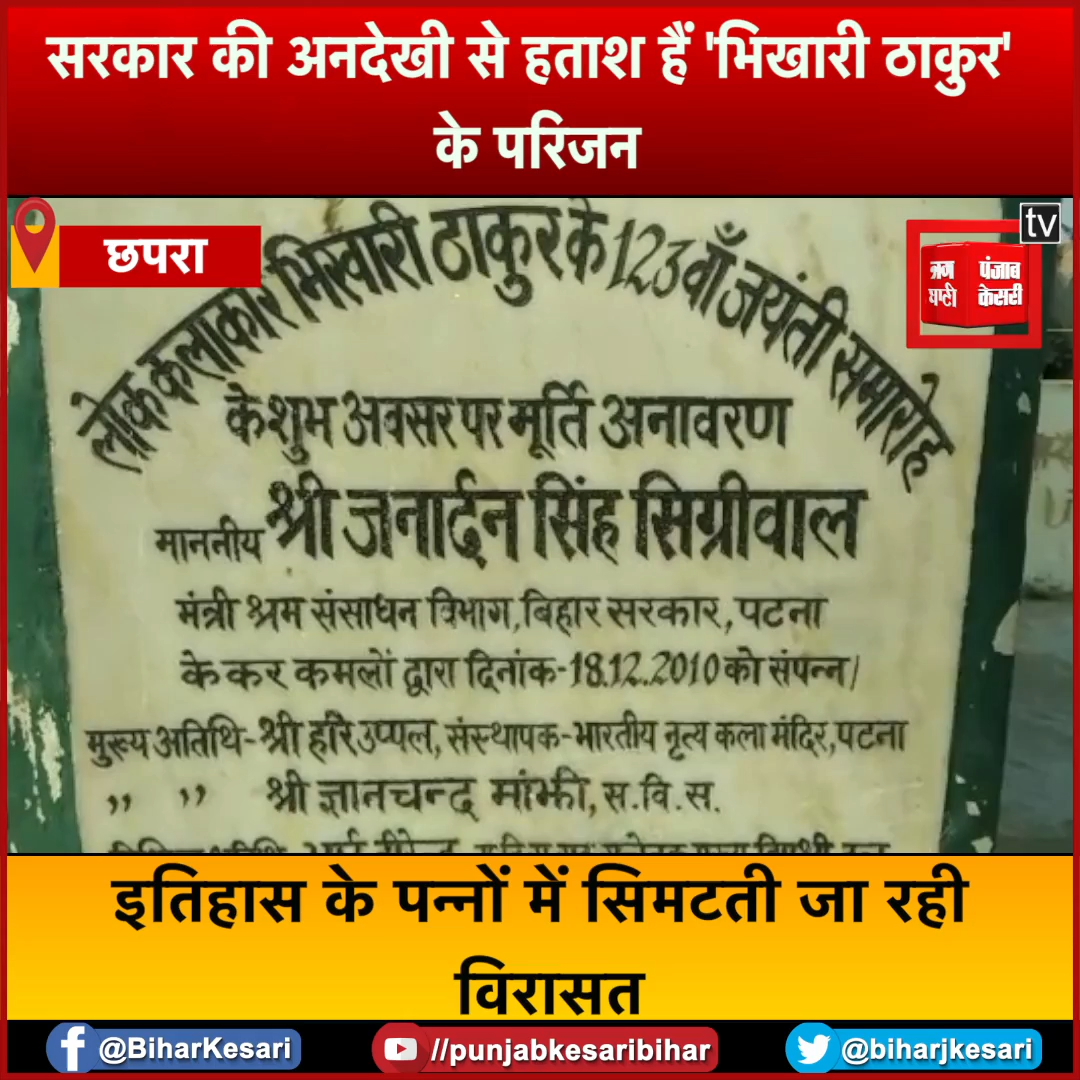 सरकार की अनदेखी से हताश हैं 'भिखारी ठाकुर'
के परिजन
छपरा
tv
जग बाणी
पंजाब केसरी
लोक कलाकार भिखारी ठाकुर के 123वाँ जयंती समारोह
के शुभ अवसर पर मूर्ति अनावरण
माननीय श्री जनार्दन सिंह सिग्रीवाल
मंत्री श्रम संसाधन विभाग, बिहार सरकार, पटना
के कर कमलों द्वारा दिनांक-18.12.2010 को संपन्न।
मुख्य अतिथि-श्री हरि उप्पल, संस्थापक-भारतीय नृत्य कला मंदिर, पटना
,, ,, श्री ज्ञानचन्द मांझी, स.वि.स.
इतिहास के पन्नों में सिमटती जा रही
विरासत
@BiharKesari
//punjabkesaribihar
@biharjkesari